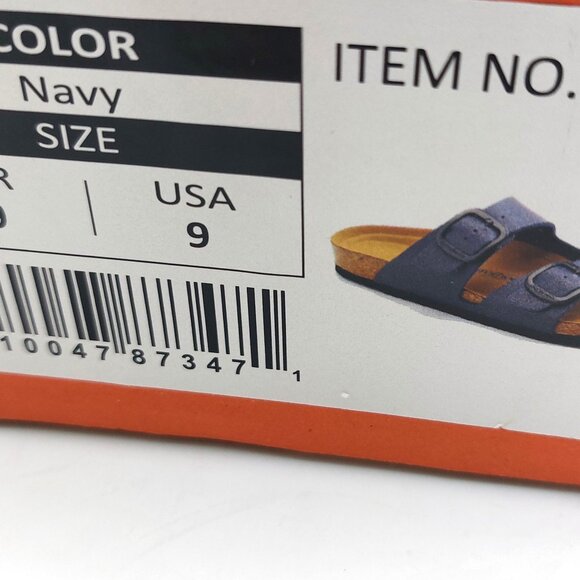 COLOR
ITEM NO.
Navy
SIZE
USA
9
10047 87347 1